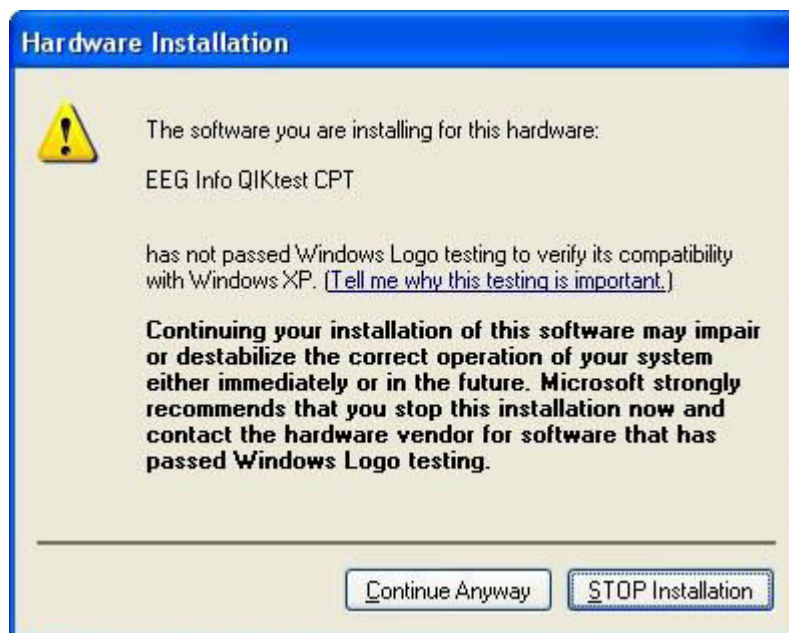 Hardware Installation
The software you are installing for this hardware:
EEG Info QIKtest CPT
has not passed Windows Logo testing to verify its compatibility
with Windows XP. (Tell me why this testing is important.)
Continuing your installation of this software may impair
or destabilize the correct operation of your system
either immediately or in the future. Microsoft strongly
recommends that you stop this installation now and
contact the hardware vendor for software that has
passed Windows Logo testing.
Continue Anyway
STOP Installation